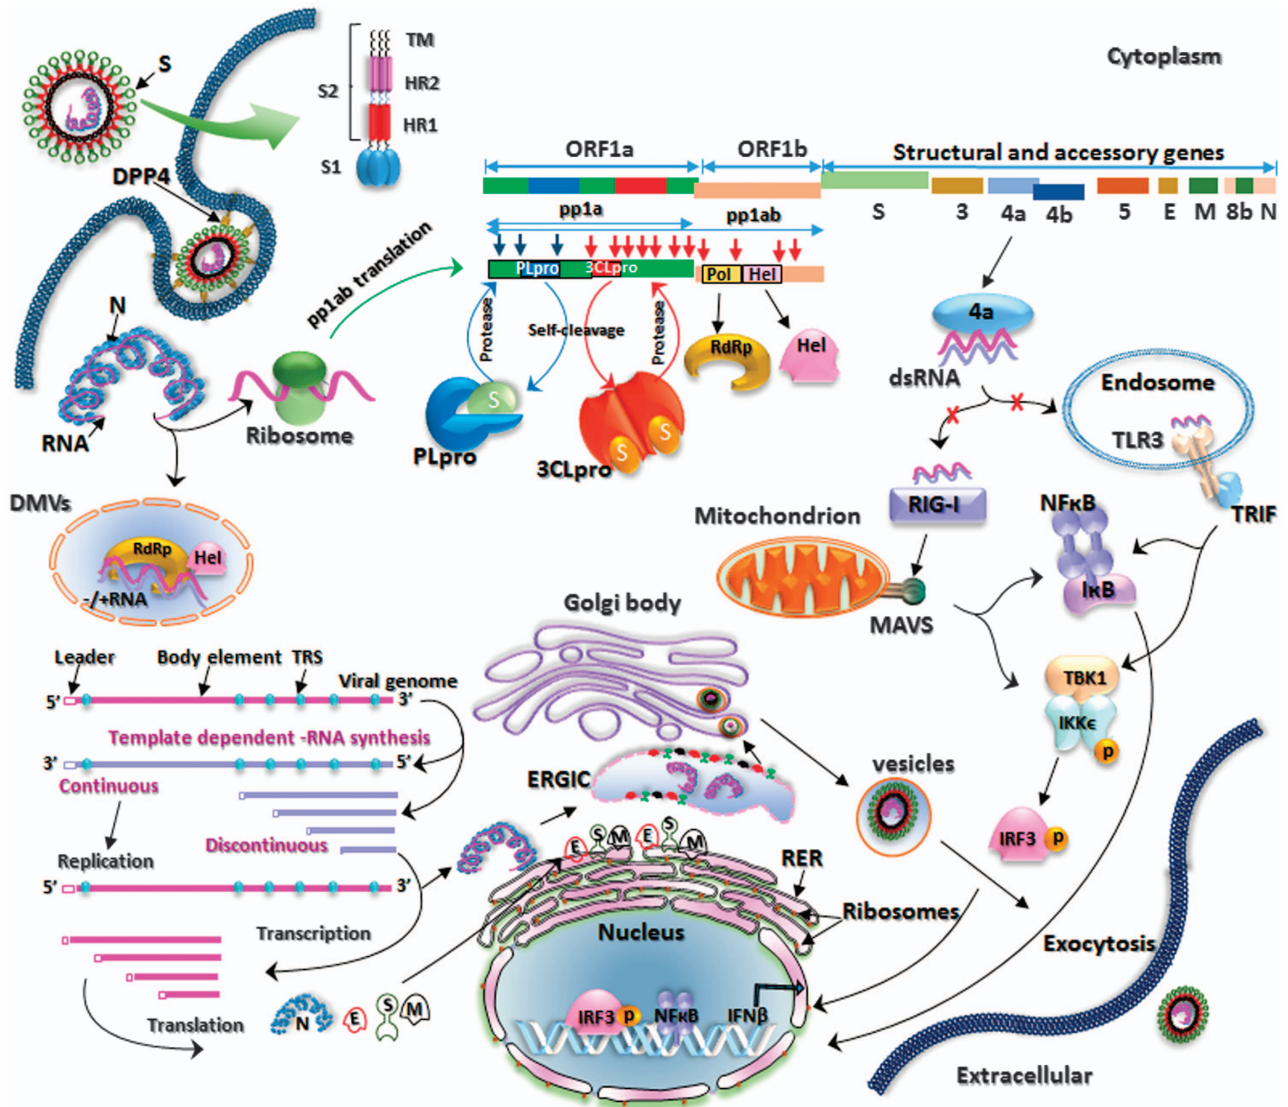 Cytoplasm
S
TM
S2
HR2
HR1
S1
DPP4
ORF1a
ORF1b
Structural and accessory genes
S
3
4a
4b
5
E
M
8b
N
pp1a
pp1ab
PLpro
3CLpro
Pol
Hel
pp1ab translation
Protease
Self-cleavage
Protease
RdRp
Hel
S
PLpro
S
S
3CLpro
N
RNA
Ribosome
4a
dsRNA
Endosome
TLR3
TRIF
RIG-I
NFκB
IκB
Mitochondrion
MAVS
TBK1
IKKϵ
p
IRF3
p
DMVs
RdRp
Hel
-/+RNA
Leader
Body element
TRS
Viral genome
5’
3’
Template dependent -RNA synthesis
3’
5’
Continuous
Discontinuous
Replication
5’
3’
Transcription
Translation
N
E
S
M
Golgi body
ERGIC
vesicles
E
S
M
E
S
M
RER
Ribosomes
Nucleus
IRF3
p
NFκB
IFNβ
Exocytosis
Extracellular